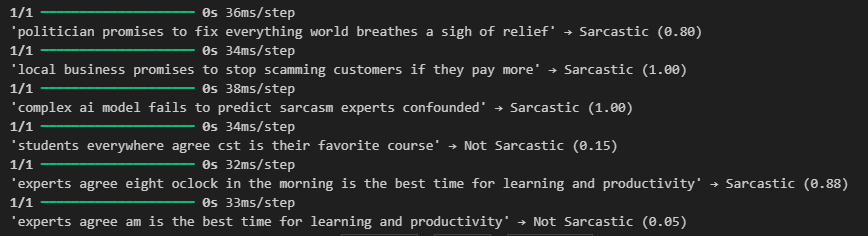 1/1 ━━━━━━━━━━━━━━━━━━━━ 0s 36ms/step
'politician promises to fix everything world breathes a sigh of relief' → Sarcastic (0.80)
1/1 ━━━━━━━━━━━━━━━━━━━━ 0s 34ms/step
'local business promises to stop scamming customers if they pay more' → Sarcastic (1.00)
1/1 ━━━━━━━━━━━━━━━━━━━━ 0s 38ms/step
'complex ai model fails to predict sarcasm experts confounded' → Sarcastic (1.00)
1/1 ━━━━━━━━━━━━━━━━━━━━ 0s 34ms/step
'students everywhere agree cst is their favorite course' → Not Sarcastic (0.15)
1/1 ━━━━━━━━━━━━━━━━━━━━ 0s 32ms/step
'experts agree eight oclock in the morning is the best time for learning and productivity' → Sarcastic (0.88)
1/1 ━━━━━━━━━━━━━━━━━━━━ 0s 33ms/step
'experts agree am is the best time for learning and productivity' → Not Sarcastic (0.05)